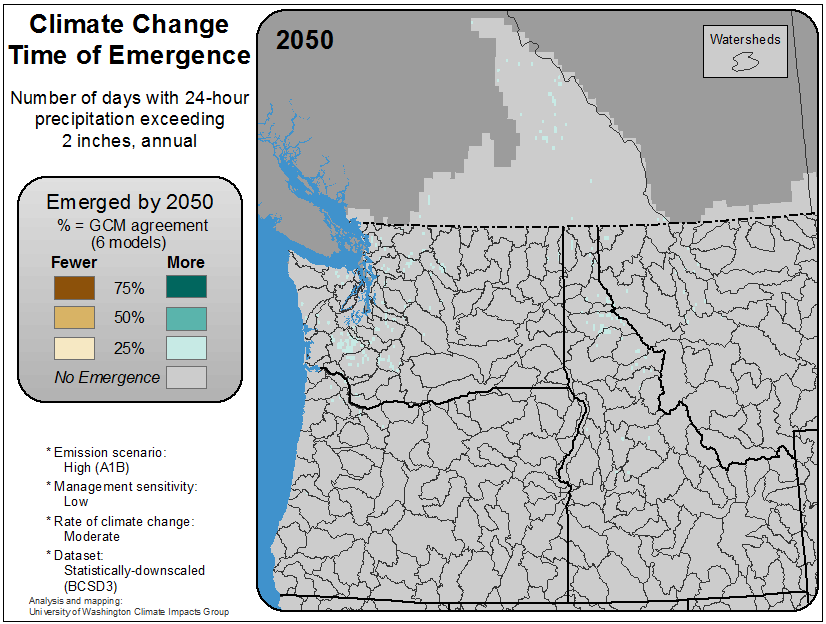 Climate Change
Time of Emergence
Number of days with 24-hour
precipitation exceeding
2 inches, annual
Emerged by 2050
% = GCM agreement
(6 models)
Fewer More
75%
50%
25%
No Emergence
* Emission scenario:
High (A1B)
* Management sensitivity:
Low
* Rate of climate change:
Moderate
* Dataset:
Statistically-downscaled
(BCSD3)
Analysis and mapping:
University of Washington Climate Impacts Group
2050
Watersheds